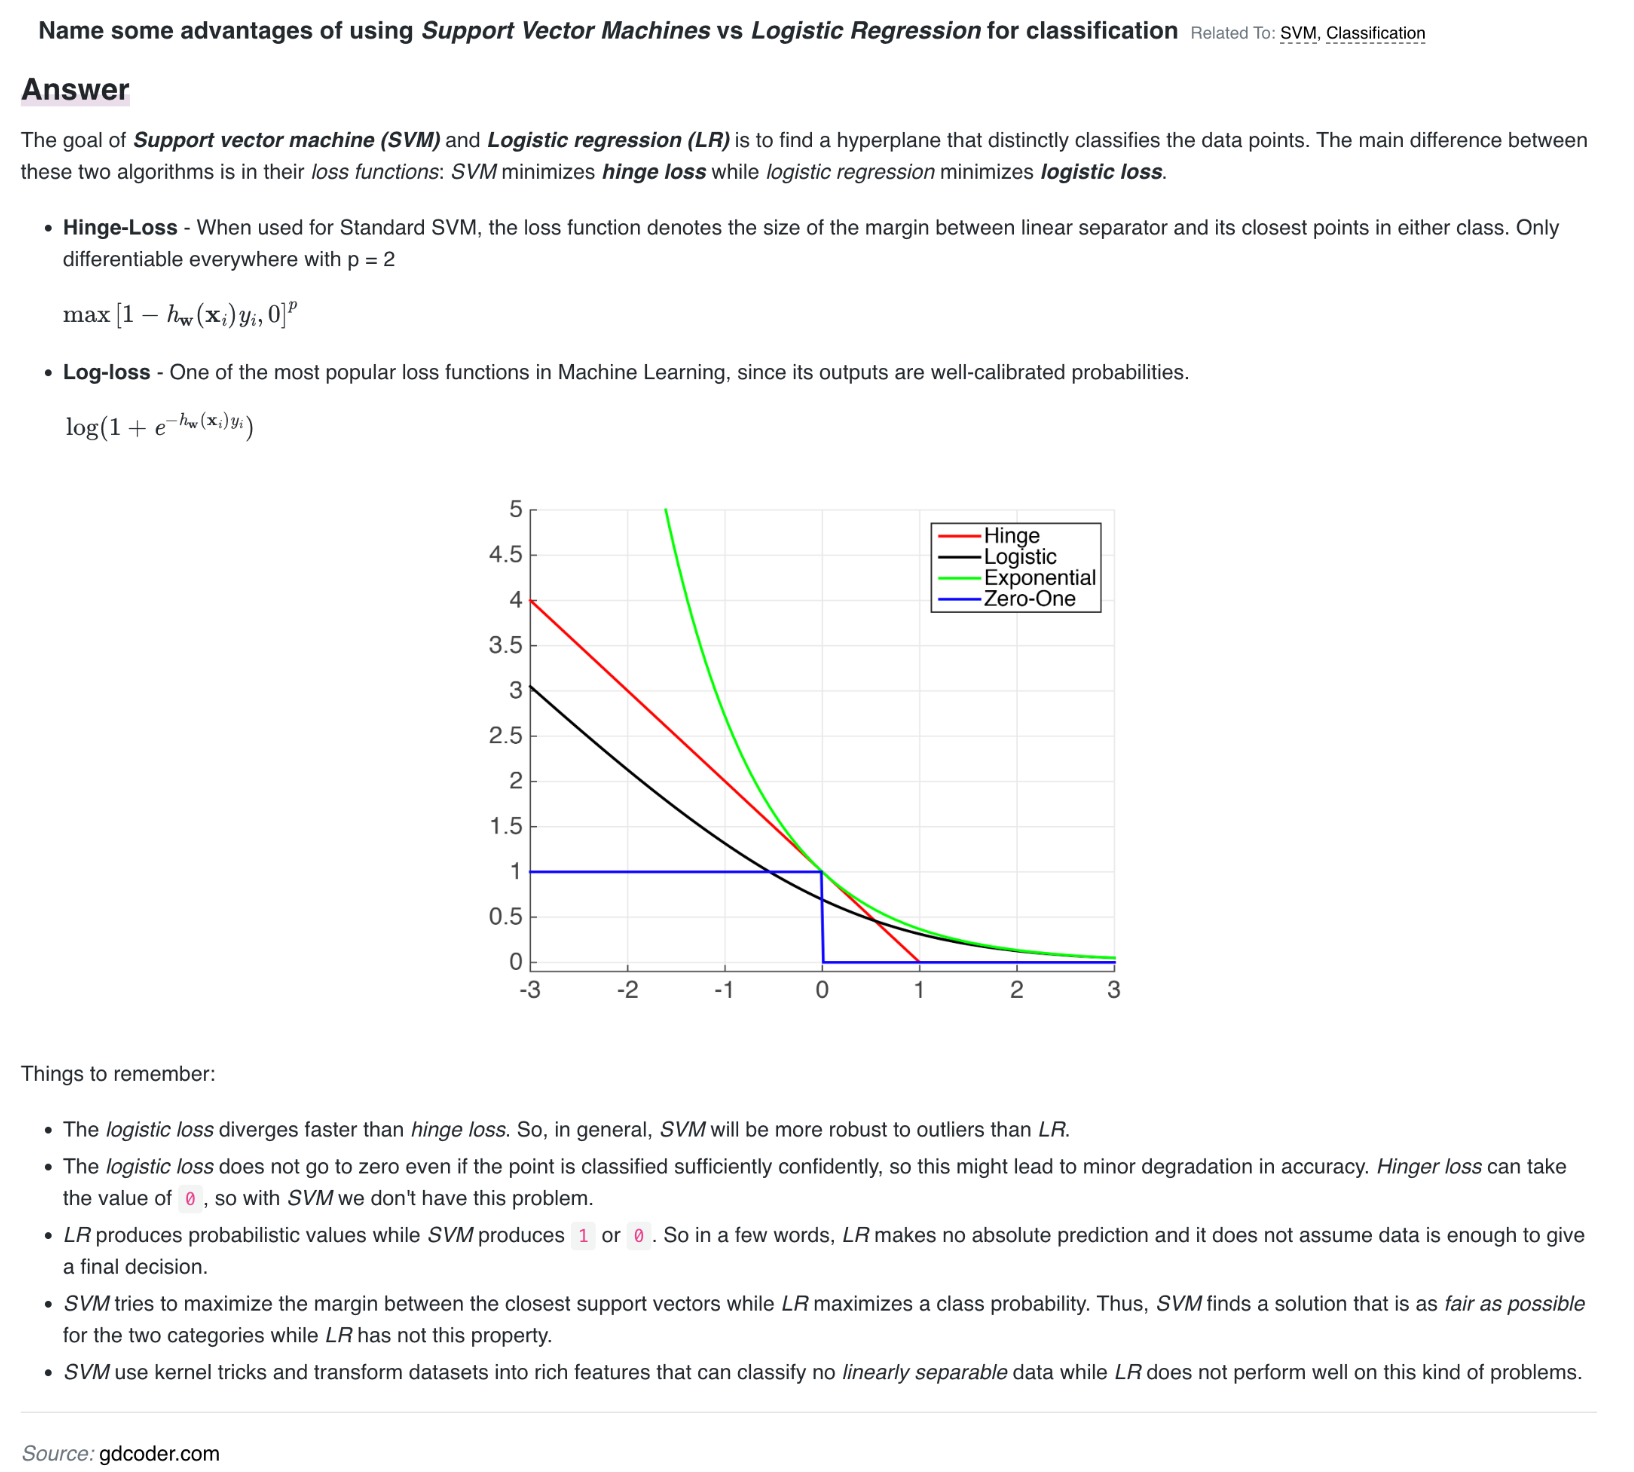 Name some advantages of using Support Vector Machines vs Logistic Regression for classification Related To: SVM, Classification
Answer
The goal of Support vector machine (SVM) and Logistic regression (LR) is to find a hyperplane that distinctly classifies the data points. The main difference between
these two algorithms is in their loss functions: SVM minimizes hinge loss while logistic regression minimizes logistic loss.
• Hinge-Loss - When used for Standard SVM, the loss function denotes the size of the margin between linear separator and its closest points in either class. Only
differentiable everywhere with p = 2
max [1 − h_w(x_i)y_i, 0]^p
• Log-loss - One of the most popular loss functions in Machine Learning, since its outputs are well-calibrated probabilities.
log(1 + e^{−h_w(x_i)y_i})
5
4.5
4
3.5
3
2.5
2
1.5
1
0.5
0
-3 -2 -1 0 1 2 3
Hinge
Logistic
Exponential
Zero-One
Things to remember:
• The logistic loss diverges faster than hinge loss. So, in general, SVM will be more robust to outliers than LR.
• The logistic loss does not go to zero even if the point is classified sufficiently confidently, so this might lead to minor degradation in accuracy. Hinger loss can take
the value of 0 , so with SVM we don't have this problem.
• LR produces probabilistic values while SVM produces 1 or 0 . So in a few words, LR makes no absolute prediction and it does not assume data is enough to give
a final decision.
• SVM tries to maximize the margin between the closest support vectors while LR maximizes a class probability. Thus, SVM finds a solution that is as fair as possible
for the two categories while LR has not this property.
• SVM use kernel tricks and transform datasets into rich features that can classify no linearly separable data while LR does not perform well on this kind of problems.
Source: gdcoder.com